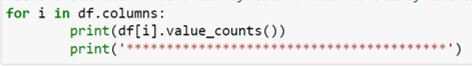 for i in df.columns:
    print(df[i].value_counts())
    print('*****************************************')